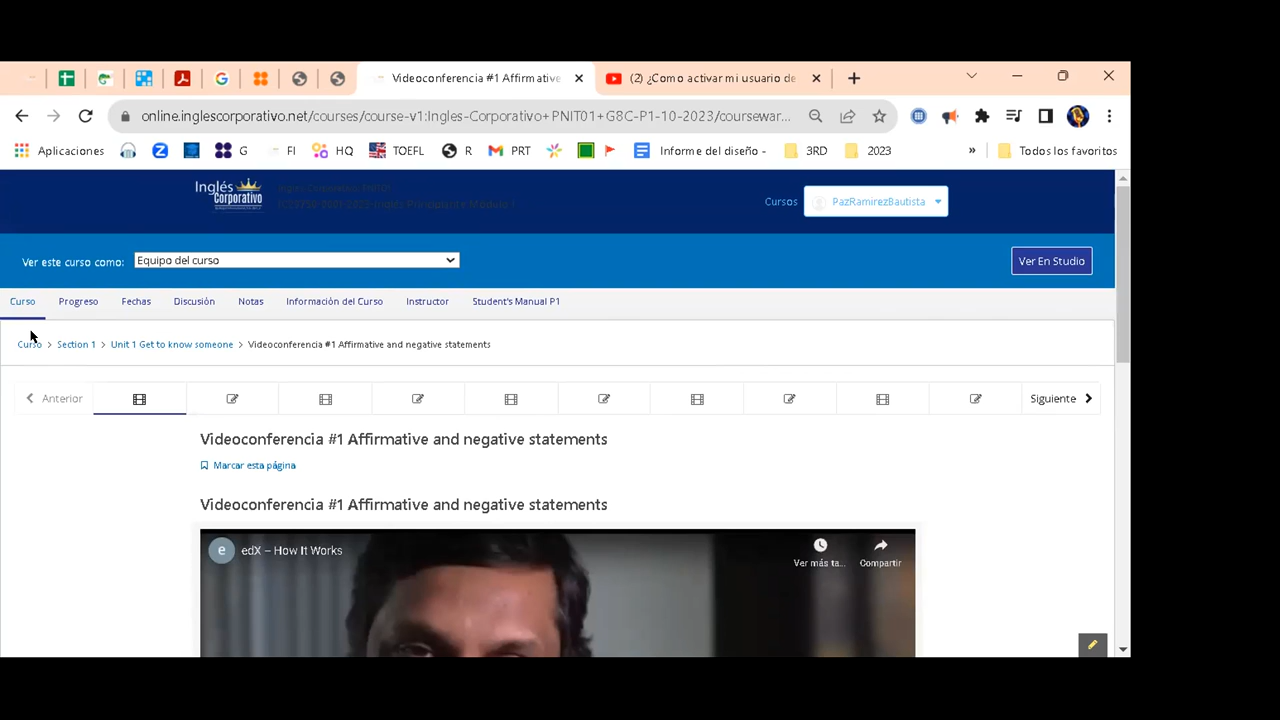 Videoconferencia #1 Affirmative
(2) ¿Como activar mi usuario de
online.inglescorporativo.net/courses/course-v1:Ingles-Corporativo+PNIT01+G8C-P1-10-2023/coursewar...
Aplicaciones G FI HQ TOEFL R PRT Informe del diseño - 3RD 2023 » Todos los favoritos
Inglés
Corporativo
Cursos PazRamirezBautista
Ver este curso como: Equipo del curso Ver En Studio
Curso Progreso Fechas Discusión Notas Información del Curso Instructor Student's Manual P1
Curso > Section 1 > Unit 1 Get to know someone > Videoconferencia #1 Affirmative and negative statements
Anterior Siguiente
Videoconferencia #1 Affirmative and negative statements
Marcar esta página
Videoconferencia #1 Affirmative and negative statements
e edX – How It Works
Ver más ta... Compartir